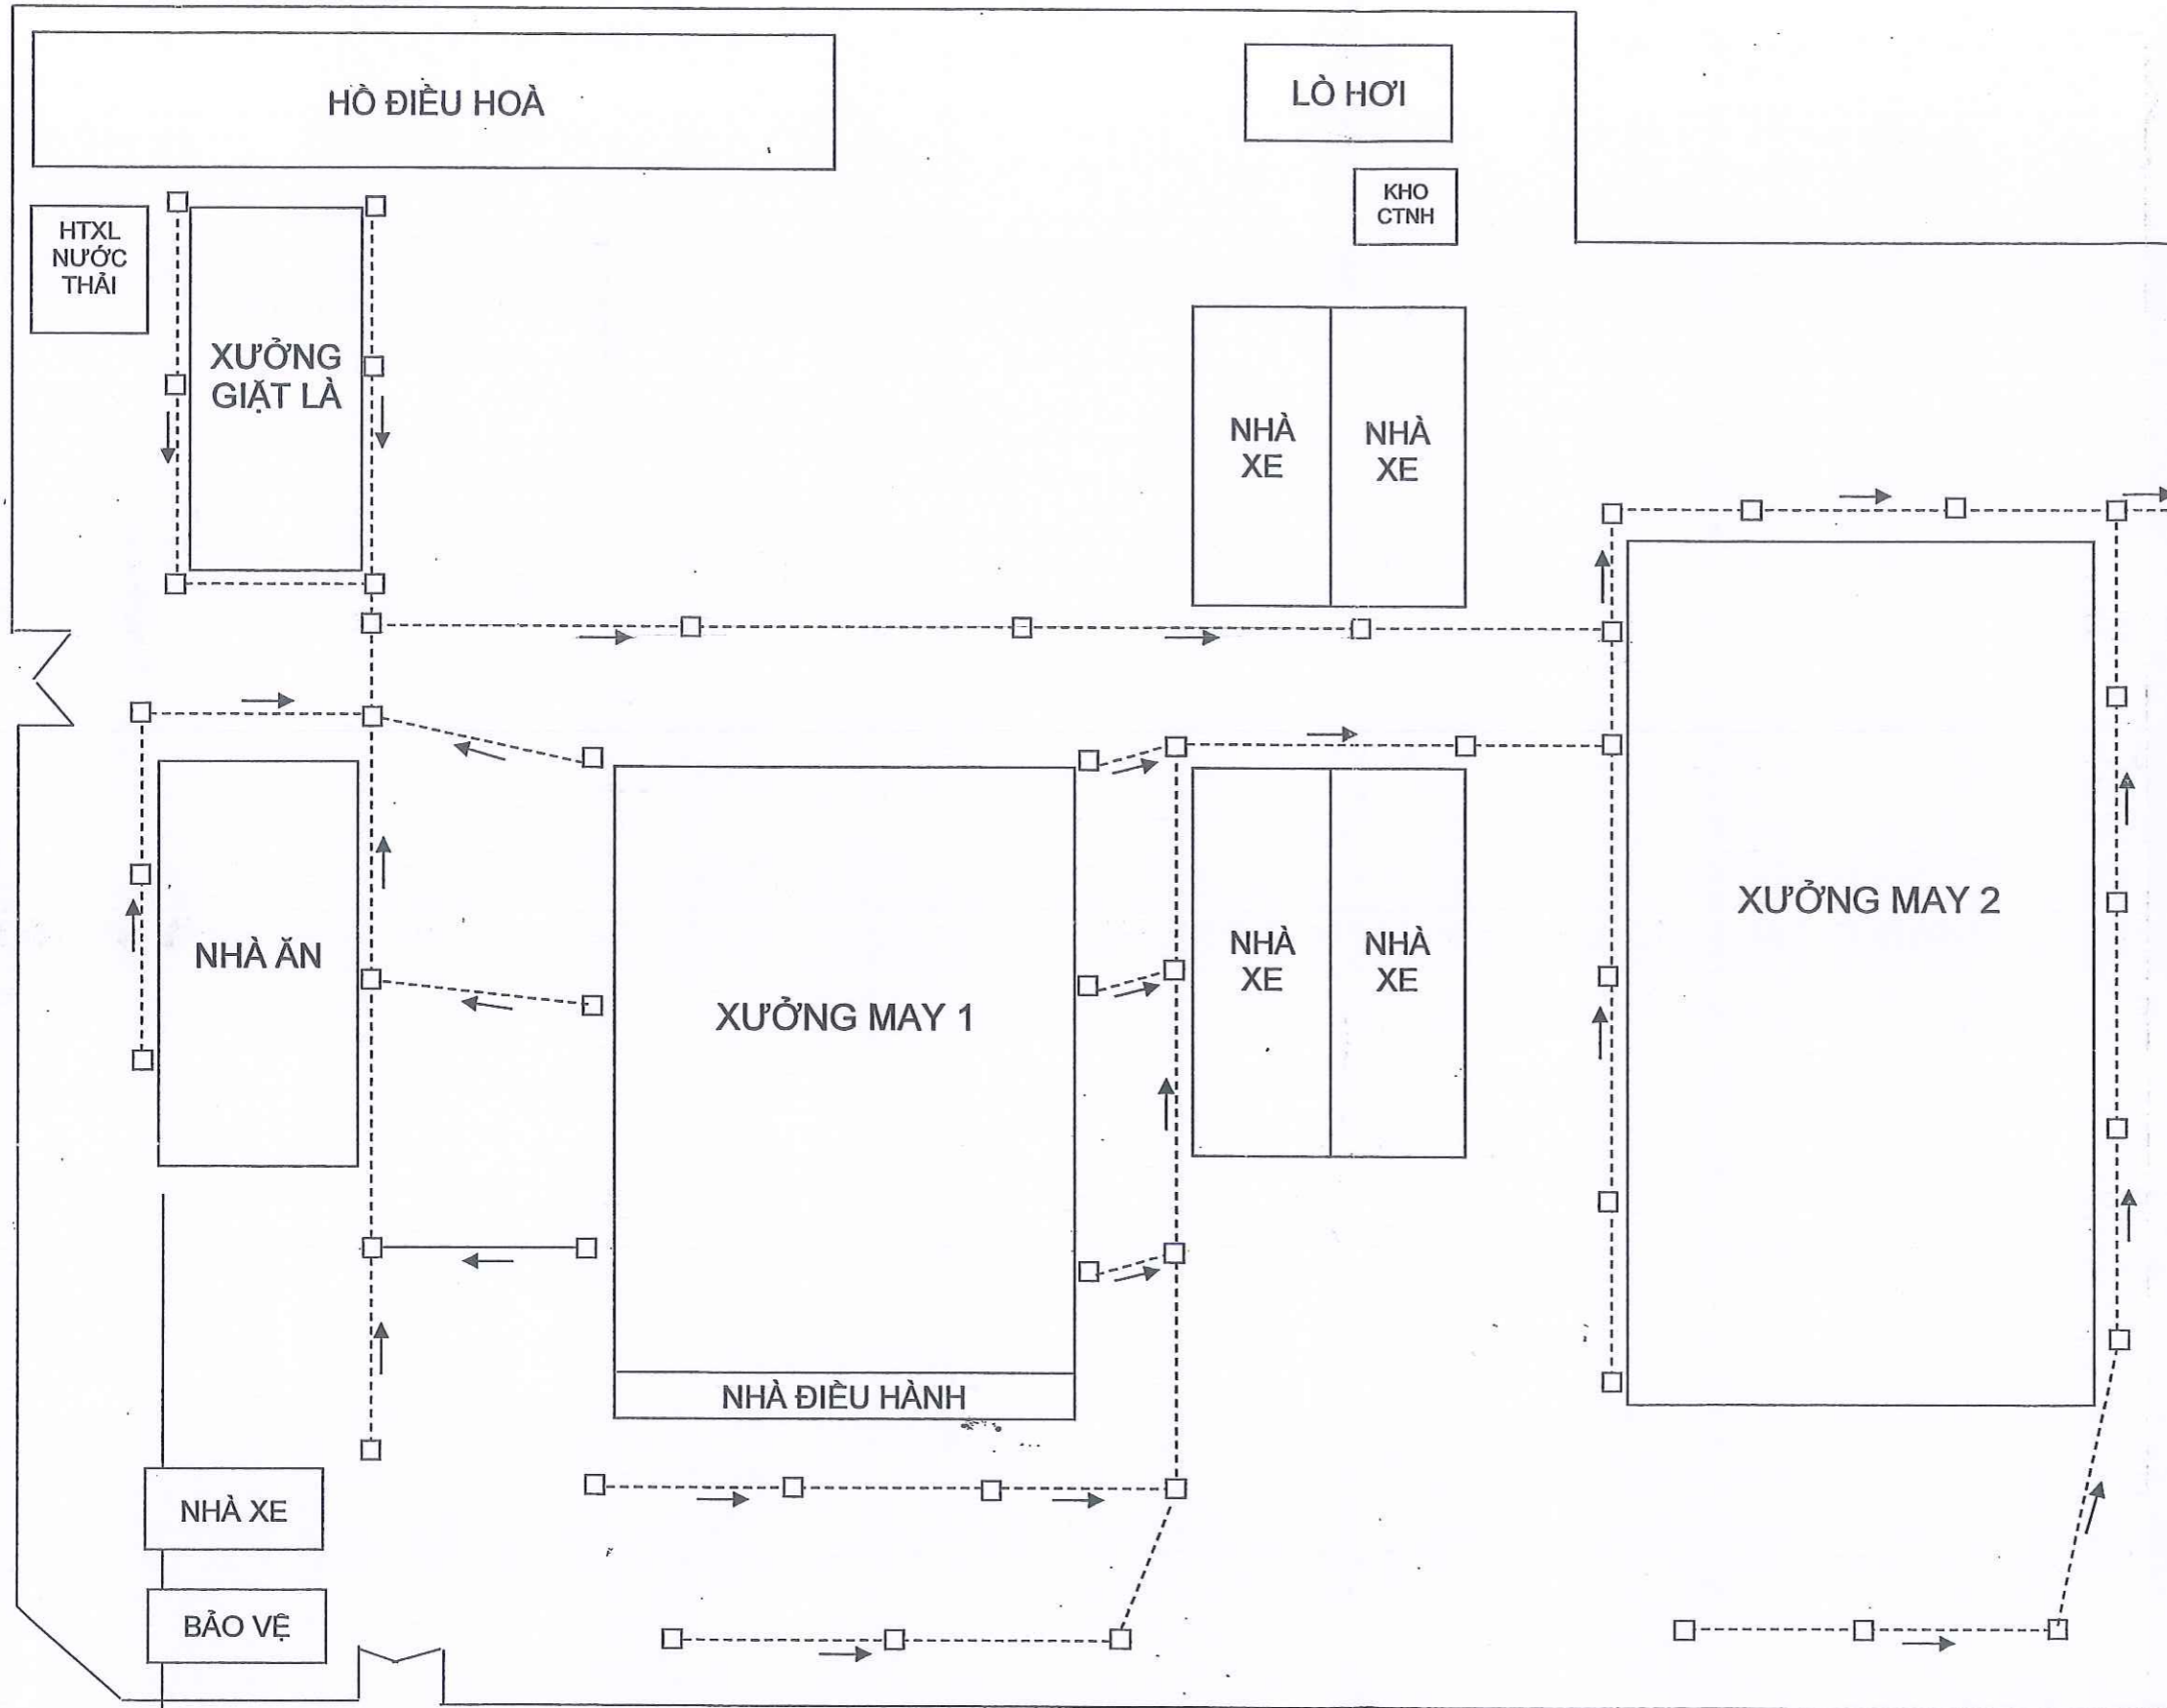 HỒ ĐIỀU HOÀ
LÒ HƠI
KHO
CTNH
HTXL
NƯỚC
THẢI
XƯỞNG
GIẶT LÀ
NHÀ
XE
NHÀ
XE
NHÀ ĂN
XƯỞNG MAY 1
NHÀ
XE
NHÀ
XE
XƯỞNG MAY 2
NHÀ ĐIỀU HÀNH
NHÀ XE
BẢO VỆ